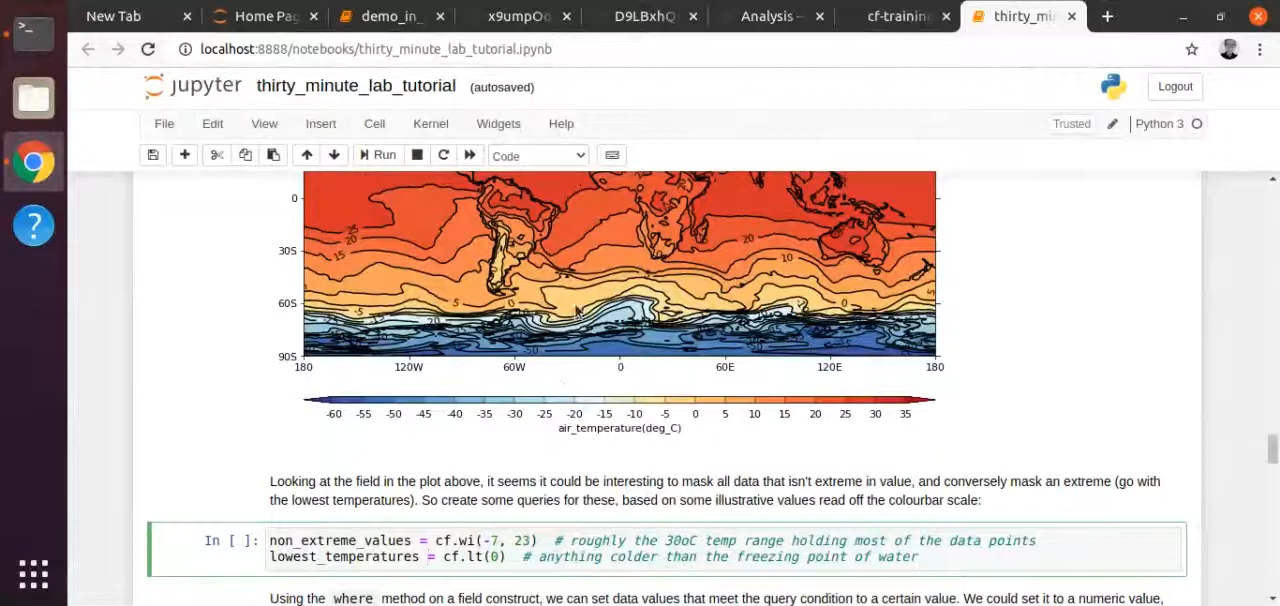 New Tab
Home Pag
demo_in_
x9umpOo
D9LBxhQ
Analysis –
cf-training
thirty_mi
localhost:8888/notebooks/thirty_minute_lab_tutorial.ipynb
jupyter thirty_minute_lab_tutorial (autosaved)
Logout
File Edit View Insert Cell Kernel Widgets Help
Trusted Python 3
Run Code
0
30S
60S
90S
180 120W 60W 0 60E 120E 180
-60 -55 -50 -45 -40 -35 -30 -25 -20 -15 -10 -5 0 5 10 15 20 25 30 35
air_temperature(deg_C)
Looking at the field in the plot above, it seems it could be interesting to mask all data that isn't extreme in value, and conversely mask an extreme (go with
the lowest temperatures). So create some queries for these, based on some illustrative values read off the colourbar scale:
In [ ]: non_extreme_values = cf.wi(-7, 23) # roughly the 30oC temp range holding most of the data points
lowest_temperatures = cf.lt(0) # anything colder than the freezing point of water
Using the where method on a field construct, we can set data values that meet the query condition to a certain value. We could set it to a numeric value,